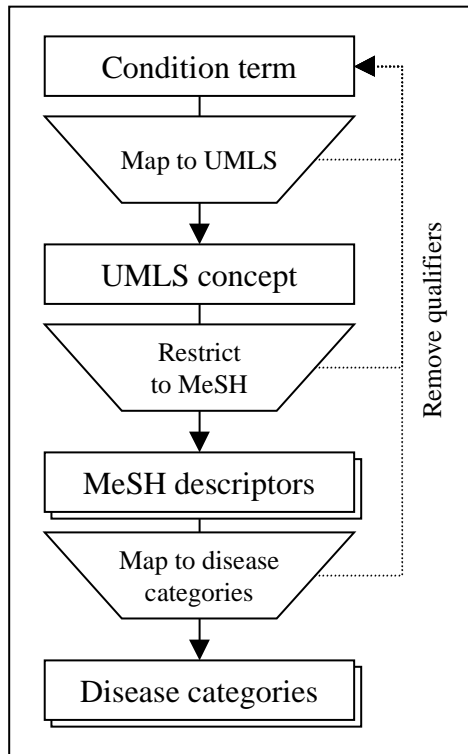 Condition term
Map to UMLS
UMLS concept
Restrict
to MeSH
MeSH descriptors
Map to disease
categories
Disease categories
Remove qualifiers